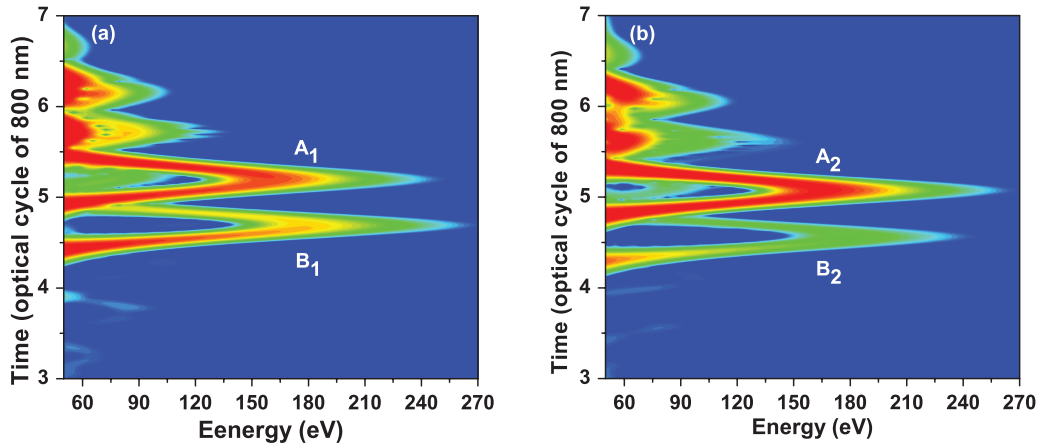 (a)
A1
B1
7
6
5
4
3
60 90 120 150 180 210 240 270
Time (optical cycle of 800 nm)
Eenergy (eV)
(b)
A2
B2
7
6
5
4
3
60 90 120 150 180 210 240 270
Time (optical cycle of 800 nm)
Energy (eV)